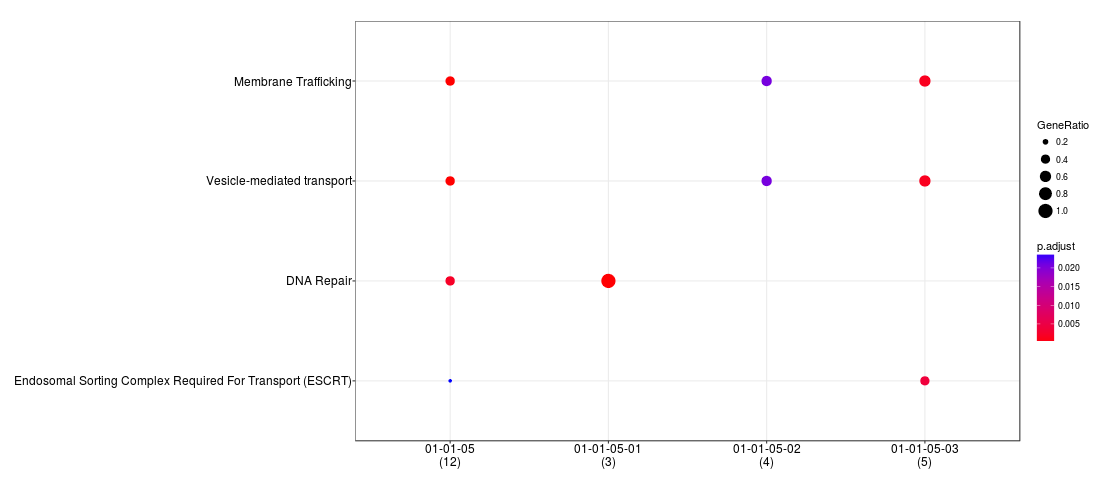 Membrane Trafficking
Vesicle-mediated transport
DNA Repair
Endosomal Sorting Complex Required For Transport (ESCRT)
01-01-05
(12)
01-01-05-01
(3)
01-01-05-02
(4)
01-01-05-03
(5)
GeneRatio
0.2
0.4
0.6
0.8
1.0
p.adjust
0.020
0.015
0.010
0.005